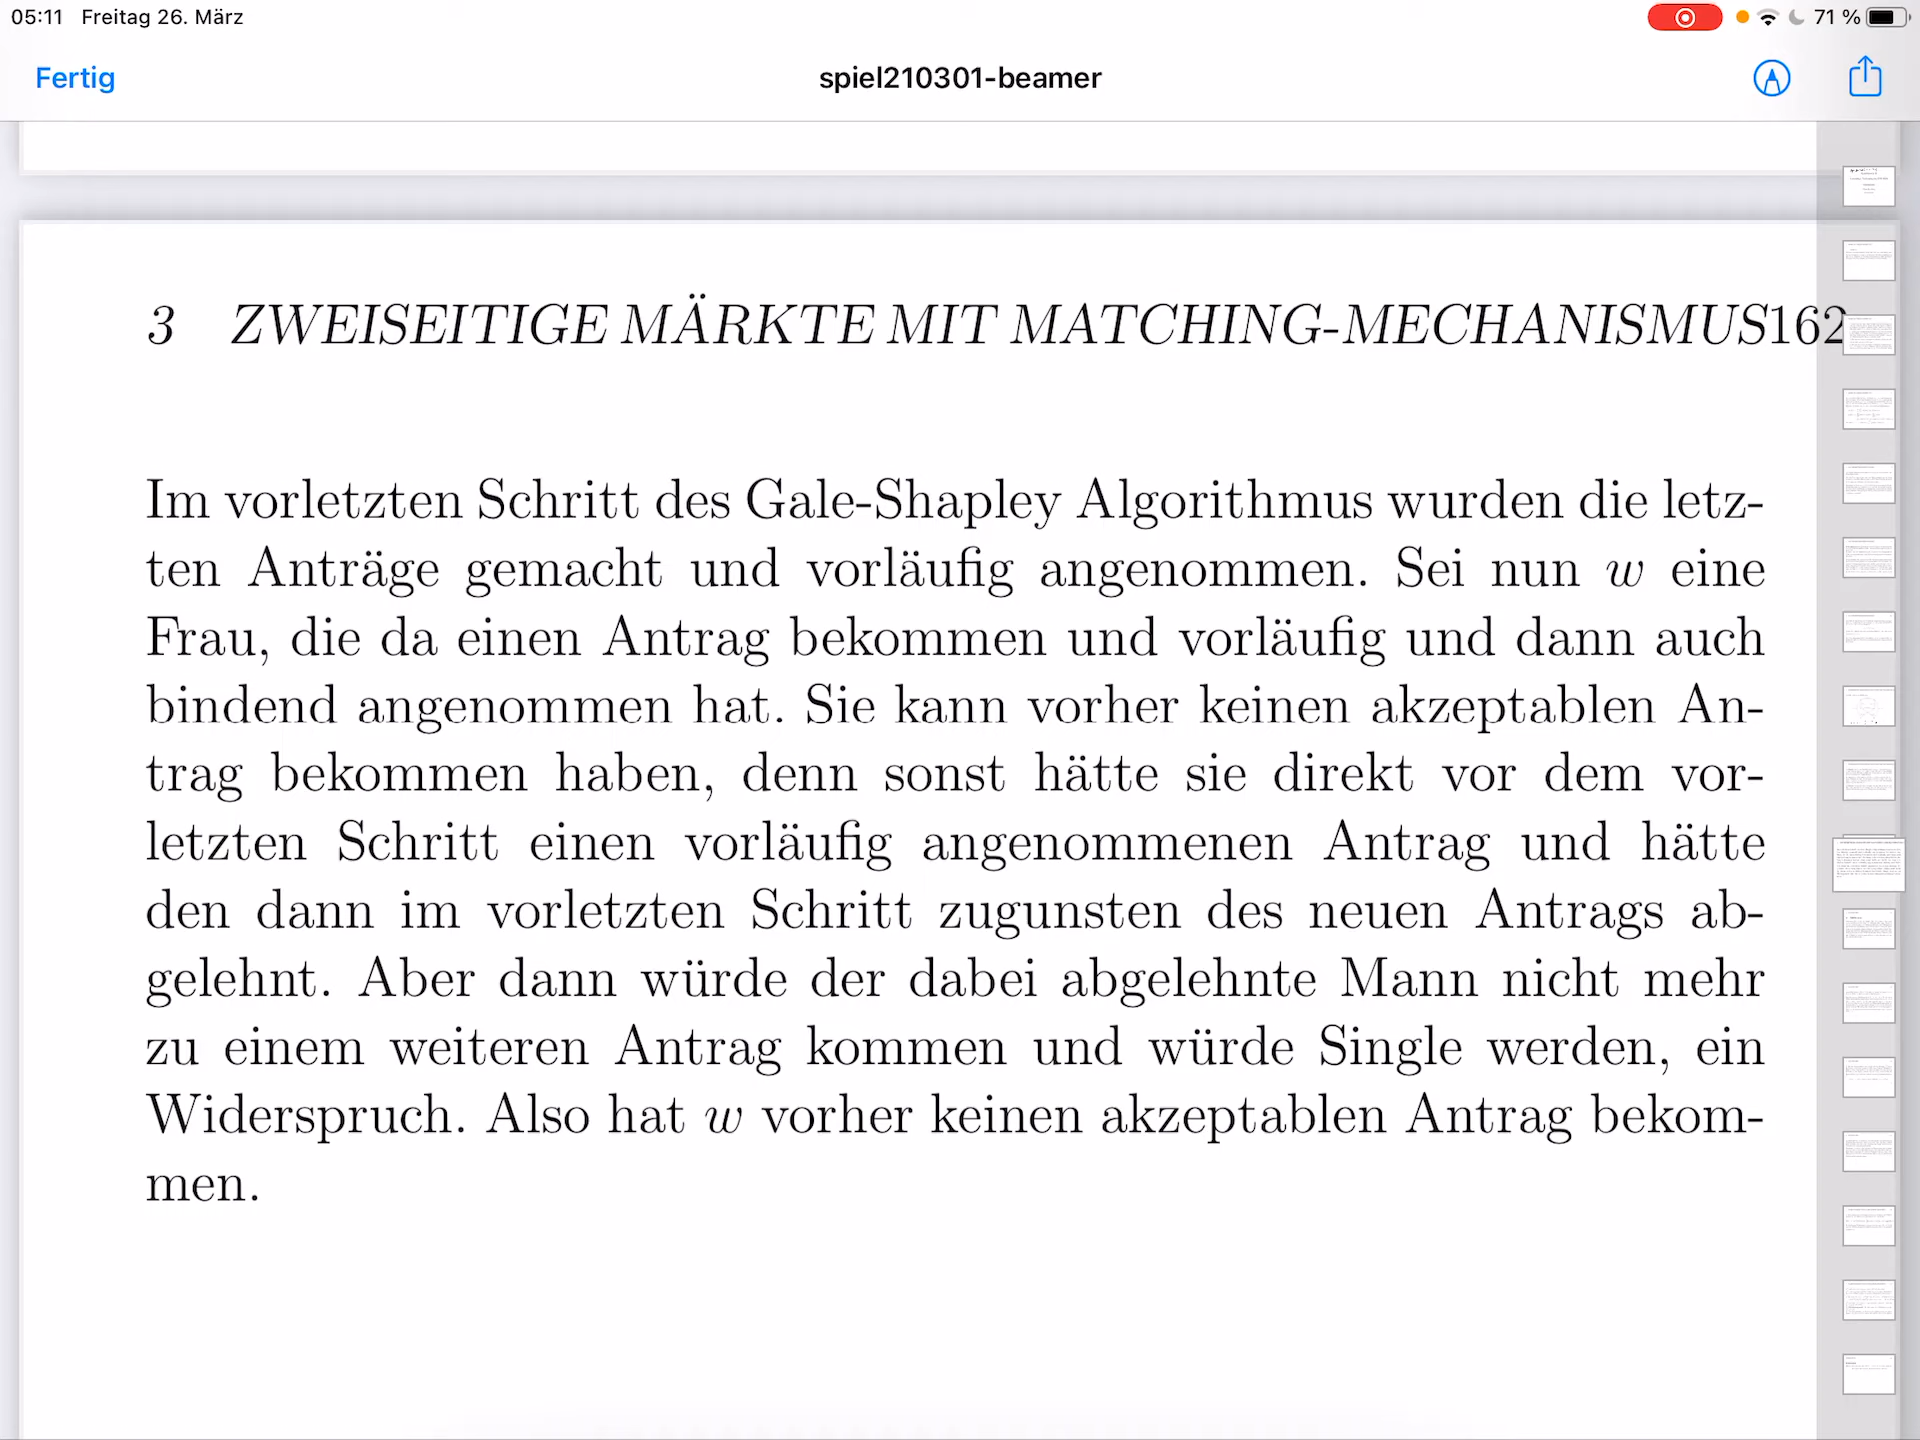 05:11 Freitag 26. März 71 %
Fertig spiel210301-beamer
3 ZWEISEITIGE MÄRKTE MIT MATCHING-MECHANISMUS162
Im vorletzten Schritt des Gale-Shapley Algorithmus wurden die letz-
ten Anträge gemacht und vorläufig angenommen. Sei nun w eine
Frau, die da einen Antrag bekommen und vorläufig und dann auch
bindend angenommen hat. Sie kann vorher keinen akzeptablen An-
trag bekommen haben, denn sonst hätte sie direkt vor dem vor-
letzten Schritt einen vorläufig angenommenen Antrag und hätte
den dann im vorletzten Schritt zugunsten des neuen Antrags ab-
gelehnt. Aber dann würde der dabei abgelehnte Mann nicht mehr
zu einem weiteren Antrag kommen und würde Single werden, ein
Widerspruch. Also hat w vorher keinen akzeptablen Antrag bekom-
men.